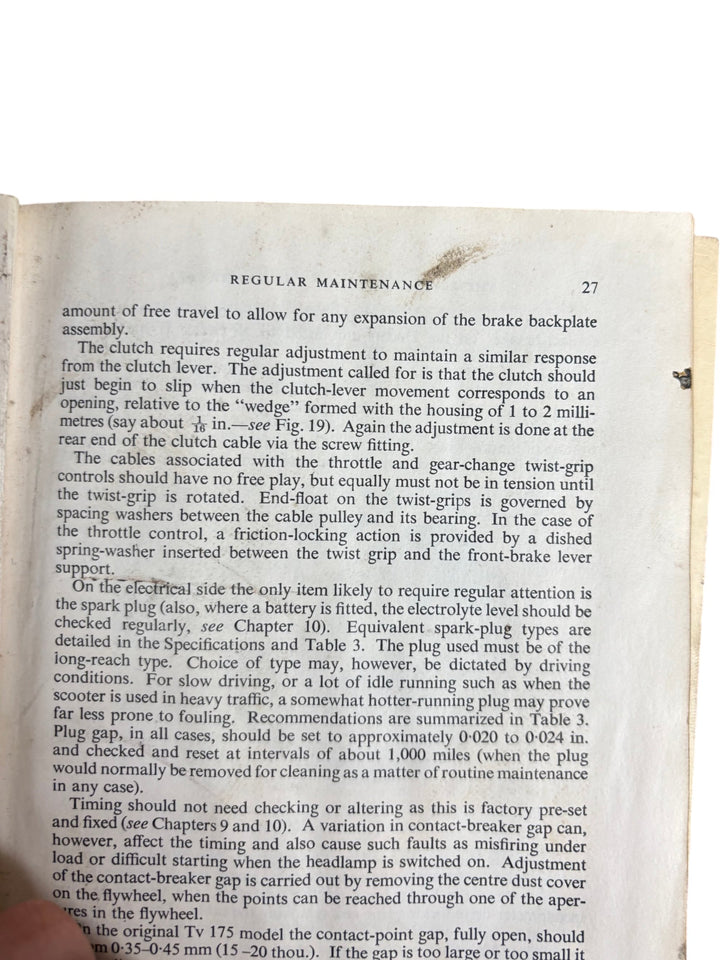 REGULAR MAINTENANCE 27
amount of free travel to allow for any expansion of the brake backplate
assembly.
The clutch requires regular adjustment to maintain a similar response
from the clutch lever. The adjustment called for is that the clutch should
just begin to slip when the clutch-lever movement corresponds to an
opening, relative to the "wedge" formed with the housing of 1 to 2 milli-
metres (say about 1/16 in.—see Fig. 19). Again the adjustment is done at the
rear end of the clutch cable via the screw fitting.
The cables associated with the throttle and gear-change twist-grip
controls should have no free play, but equally must not be in tension until
the twist-grip is rotated. End-float on the twist-grips is governed by
spacing washers between the cable pulley and its bearing. In the case of
the throttle control, a friction-locking action is provided by a dished
spring-washer inserted between the twist grip and the front-brake lever
support.
On the electrical side the only item likely to require regular attention is
the spark plug (also, where a battery is fitted, the electrolyte level should be
checked regularly, see Chapter 10). Equivalent spark-plug types are
detailed in the Specifications and Table 3. The plug used must be of the
long-reach type. Choice of type may, however, be dictated by driving
conditions. For slow driving, or a lot of idle running such as when the
scooter is used in heavy traffic, a somewhat hotter-running plug may prove
far less prone to fouling. Recommendations are summarized in Table 3.
Plug gap, in all cases, should be set to approximately 0·020 to 0·024 in.
and checked and reset at intervals of about 1,000 miles (when the plug
would normally be removed for cleaning as a matter of routine maintenance
in any case).
Timing should not need checking or altering as this is factory pre-set
and fixed (see Chapters 9 and 10). A variation in contact-breaker gap can,
however, affect the timing and also cause such faults as misfiring under
load or difficult starting when the headlamp is switched on. Adjustment
of the contact-breaker gap is carried out by removing the centre dust cover
on the flywheel, when the points can be reached through one of the aper-
res in the flywheel.
the original Tv 175 model the contact-point gap, fully open, should
0·35–0·45 mm (15–20 thou.). If the gap is too large or too small it